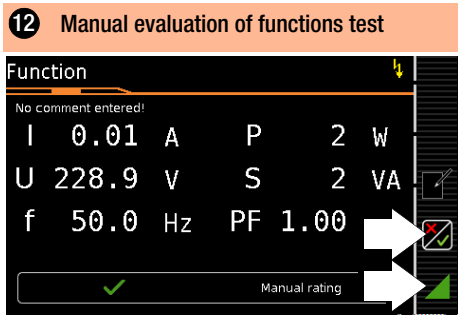 12 Manual evaluation of functions test
Function
No comment entered!
I 0.01 A P 2 W
U 228.9 V S 2 VA
f 50.0 Hz PF 1.00
Manual rating